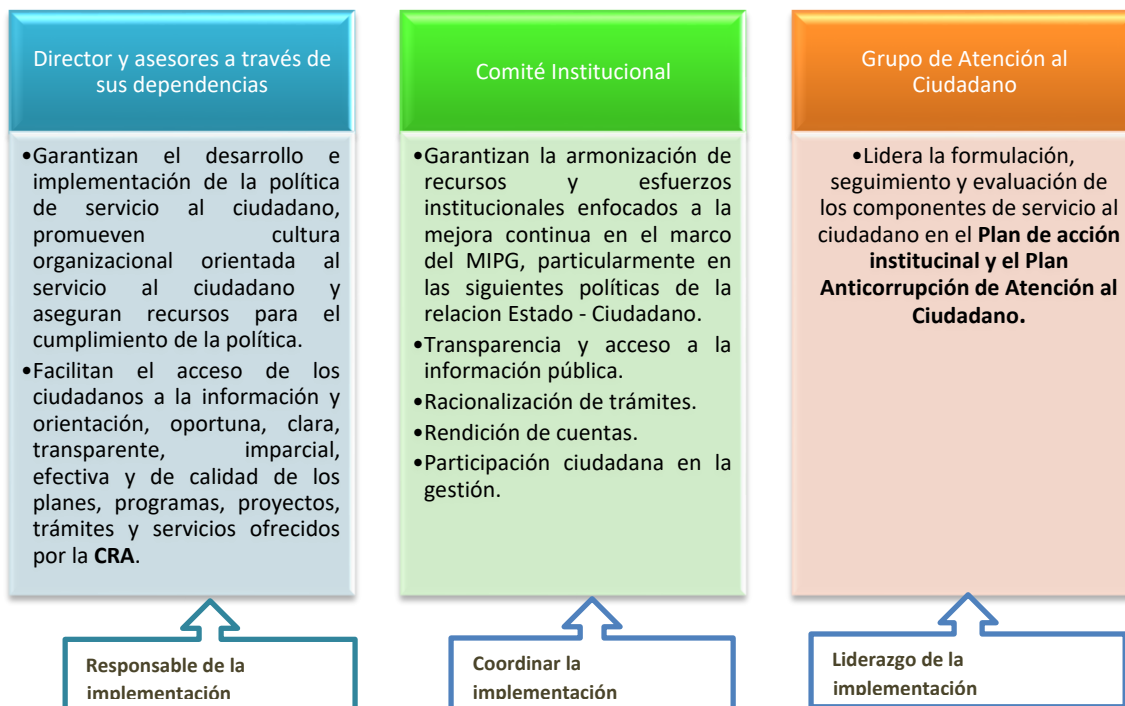 Director y asesores a través de
sus dependencias
•Garantizan el desarrollo e
implementación de la política
de servicio al ciudadano,
promueven cultura
organizacional orientada al
servicio al ciudadano y
aseguran recursos para el
cumplimiento de la política.
•Facilitan el acceso de los
ciudadanos a la información y
orientación, oportuna, clara,
transparente, imparcial,
efectiva y de calidad de los
planes, programas, proyectos,
trámites y servicios ofrecidos
por la CRA.
Responsable de la
implementación
Comité Institucional
•Garantizan la armonización de
recursos y esfuerzos
institucionales enfocados a la
mejora continua en el marco
del MIPG, particularmente en
las siguientes políticas de la
relacion Estado - Ciudadano.
•Transparencia y acceso a la
información pública.
•Racionalización de trámites.
•Rendición de cuentas.
•Participación ciudadana en la
gestión.
Coordinar la
implementación
Grupo de Atención al
Ciudadano
•Lidera la formulación,
seguimiento y evaluación de
los componentes de servicio al
ciudadano en el Plan de acción
institucinal y el Plan
Anticorrupción de Atención al
Ciudadano.
Liderazgo de la
implementación